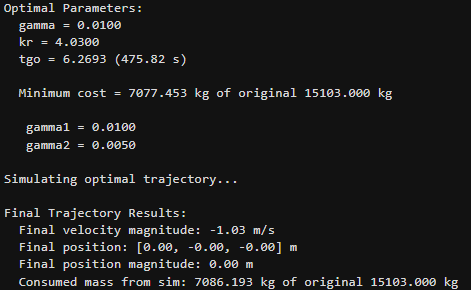 Optimal Parameters:
gamma = 0.0100
kr = 4.0300
tgo = 6.2693 (475.82 s)
Minimum cost = 7077.453 kg of original 15103.000 kg
gamma1 = 0.0100
gamma2 = 0.0050
Simulating optimal trajectory...
Final Trajectory Results:
Final velocity magnitude: -1.03 m/s
Final position: [0.00, -0.00, -0.00] m
Final position magnitude: 0.00 m
Consumed mass from sim: 7086.193 kg of original 15103.000 kg